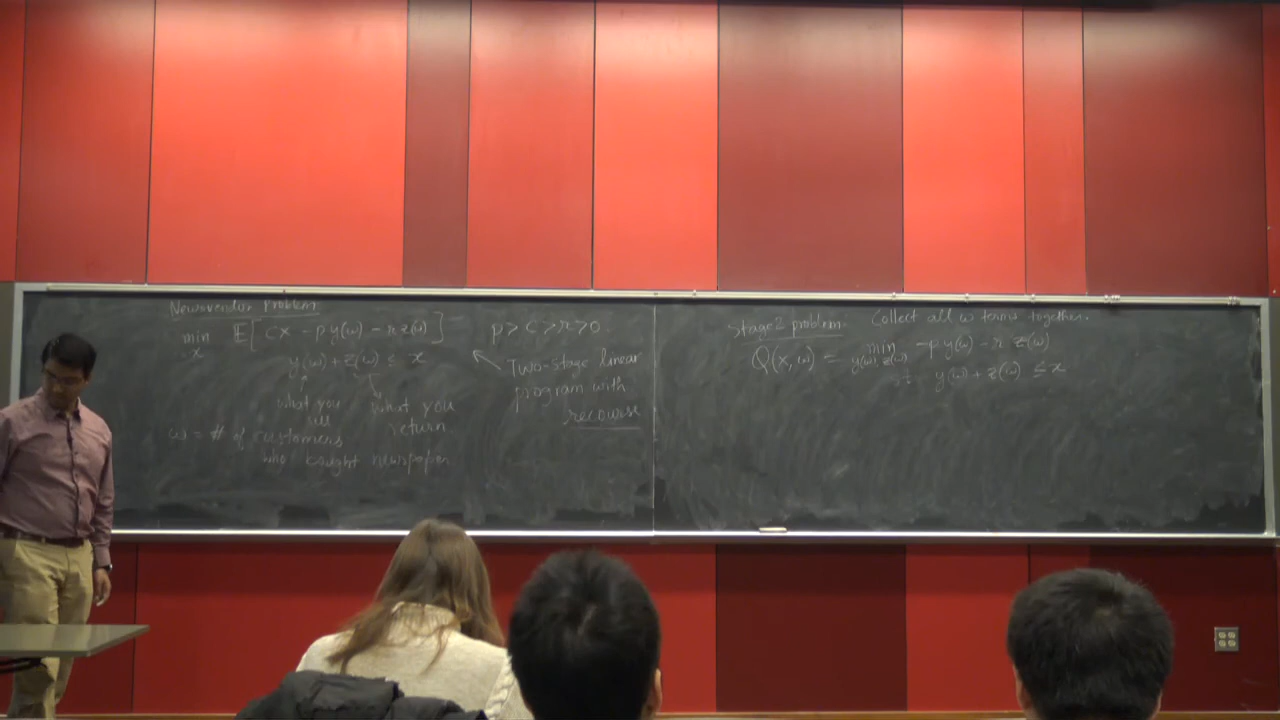 Newsvendor Problem
min 𝔼[ cx - p y(ω) - r z(ω) ]
x
y(ω) + z(ω) ≤ x
what you sell
what you return
ω = # of customers
who bought newspaper
p > c > r > 0.
Two-stage linear
program with
recourse
Stage 2 problem. Collect all ω terms together.
Q(x, ω) = min -p y(ω) - r z(ω)
y(ω), z(ω)
y(ω) + z(ω) ≤ x